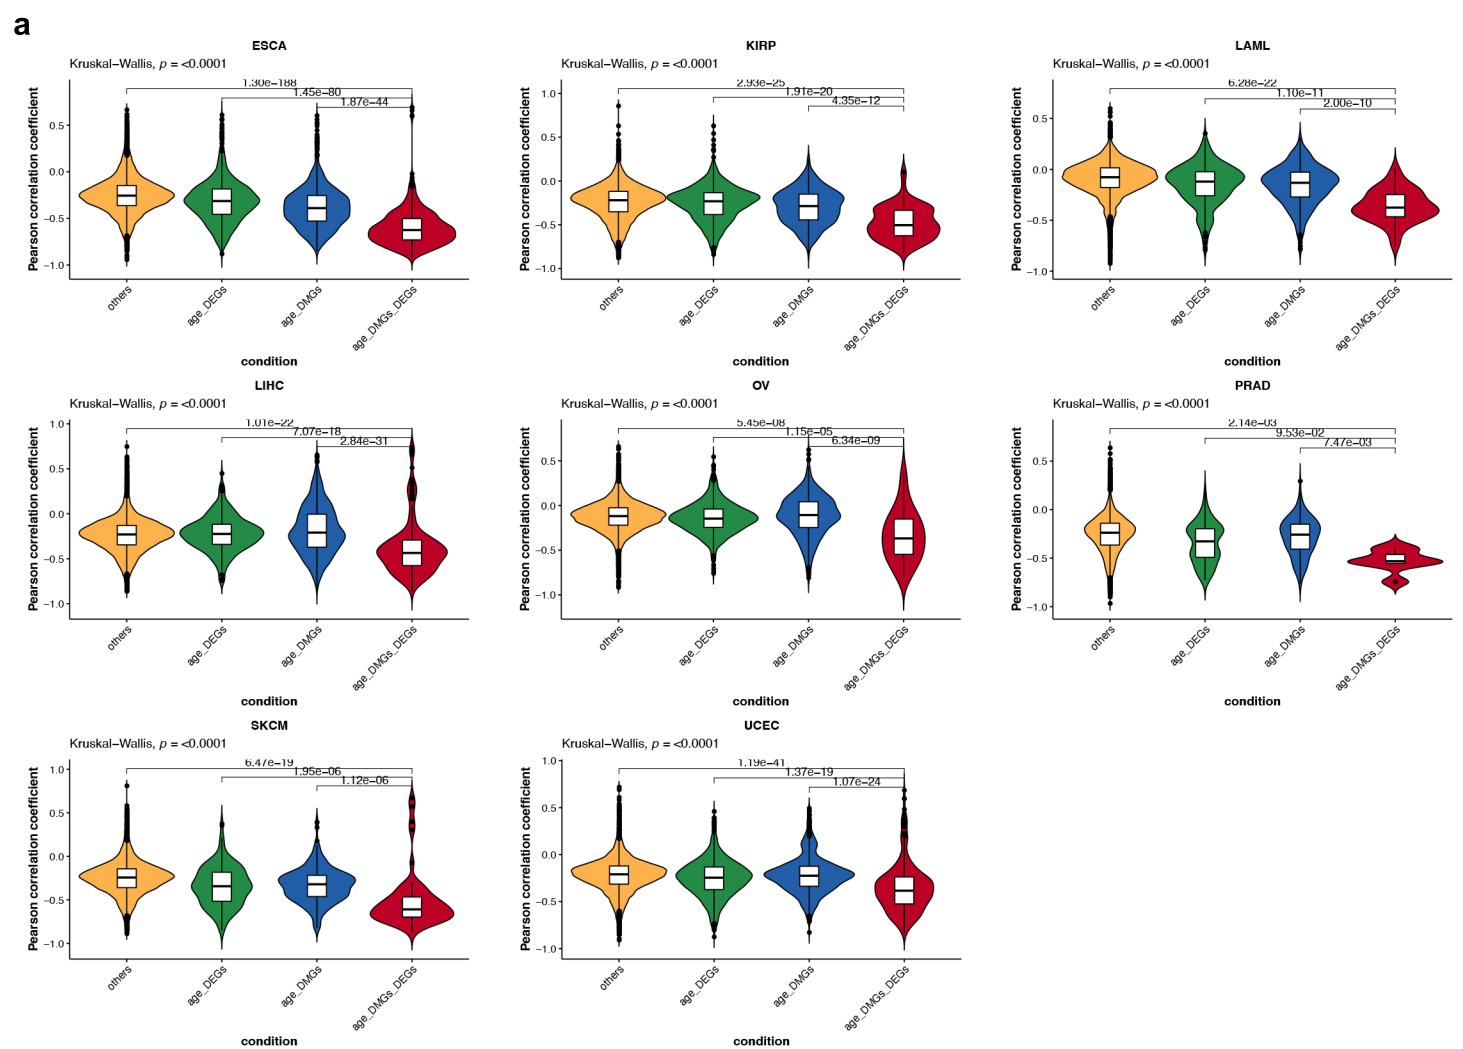 a
ESCA
Kruskal−Wallis, p = <0.0001
1.30e−188
1.45e−80
1.87e−44
Pearson correlation coefficient
0.5
0.0
−0.5
−1.0
others
age_DEGs
age_DMGs
age_DMGs_DEGs
condition
KIRP
Kruskal−Wallis, p = <0.0001
2.93e−25
1.91e−20
4.35e−12
Pearson correlation coefficient
1.0
0.5
0.0
−0.5
−1.0
others
age_DEGs
age_DMGs
age_DMGs_DEGs
condition
LAML
Kruskal−Wallis, p = <0.0001
6.28e−22
1.10e−11
2.00e−10
Pearson correlation coefficient
0.5
0.0
−0.5
−1.0
others
age_DEGs
age_DMGs
age_DMGs_DEGs
condition
LIHC
Kruskal−Wallis, p = <0.0001
1.01e−22
7.07e−18
2.84e−31
Pearson correlation coefficient
1.0
0.5
0.0
−0.5
−1.0
others
age_DEGs
age_DMGs
age_DMGs_DEGs
condition
OV
Kruskal−Wallis, p = <0.0001
5.45e−08
1.15e−05
6.34e−09
Pearson correlation coefficient
0.5
0.0
−0.5
−1.0
others
age_DEGs
age_DMGs
age_DMGs_DEGs
condition
PRAD
Kruskal−Wallis, p = <0.0001
2.14e−03
9.53e−02
7.47e−03
Pearson correlation coefficient
0.5
0.0
−0.5
−1.0
others
age_DEGs
age_DMGs
age_DMGs_DEGs
condition
SKCM
Kruskal−Wallis, p = <0.0001
6.47e−19
1.95e−06
1.12e−06
Pearson correlation coefficient
1.0
0.5
0.0
−0.5
−1.0
others
age_DEGs
age_DMGs
age_DMGs_DEGs
condition
UCEC
Kruskal−Wallis, p = <0.0001
1.19e−41
1.37e−19
1.07e−24
Pearson correlation coefficient
1.0
0.5
0.0
−0.5
−1.0
others
age_DEGs
age_DMGs
age_DMGs_DEGs
condition